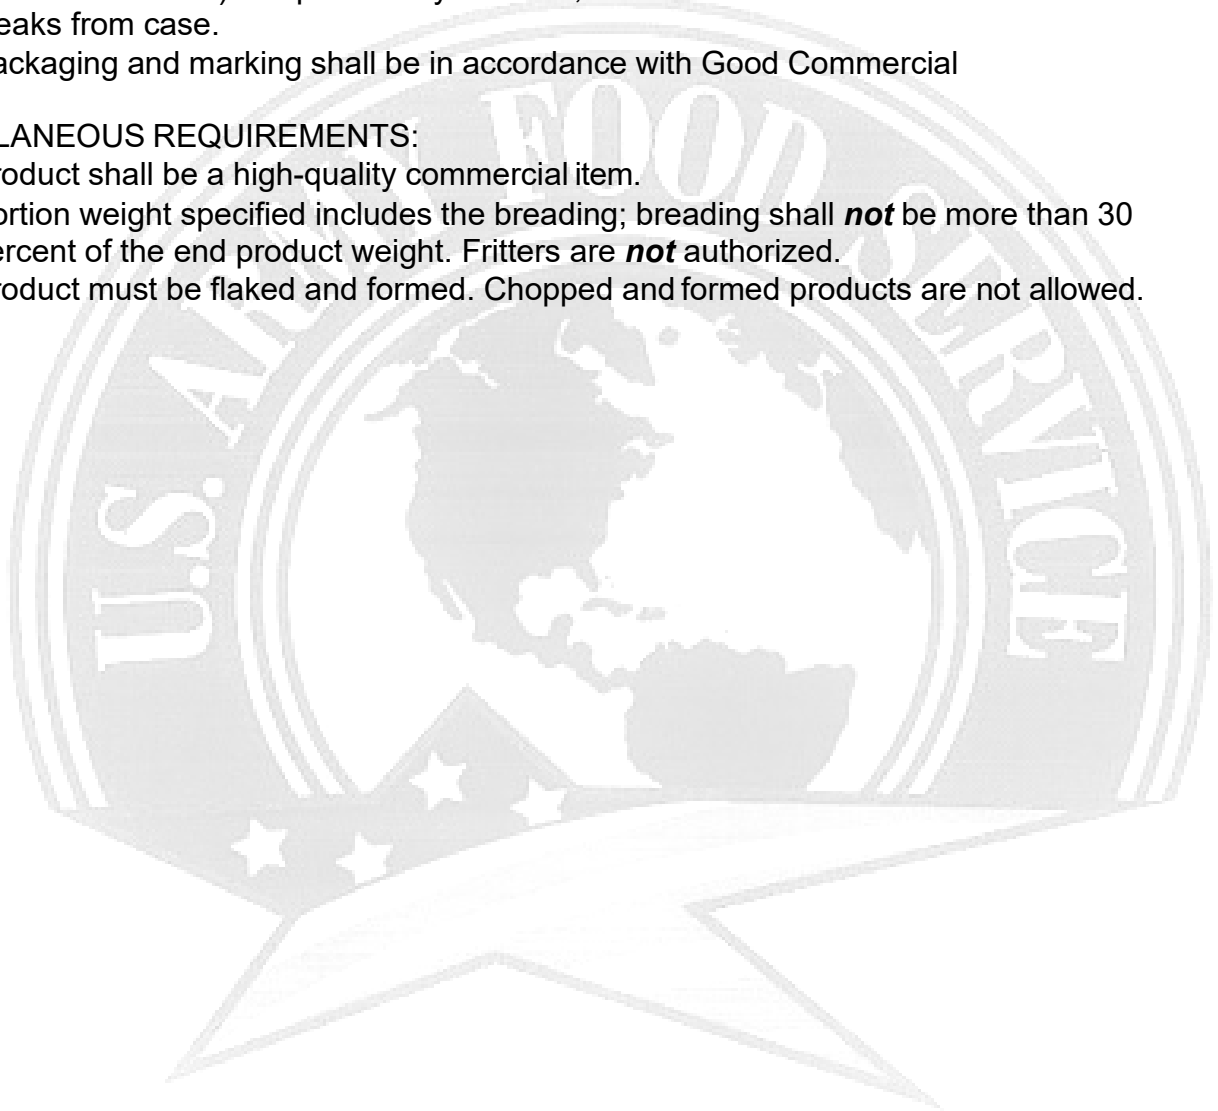 eaks from case.
ackaging and marking shall be in accordance with Good Commercial
LANEOUS REQUIREMENTS:
roduct shall be a high-quality commercial item.
ortion weight specified includes the breading; breading shall not be more than 30
ercent of the end product weight. Fritters are not authorized.
roduct must be flaked and formed. Chopped and formed products are not allowed.
U.S. ARMY FOOD SERVICE